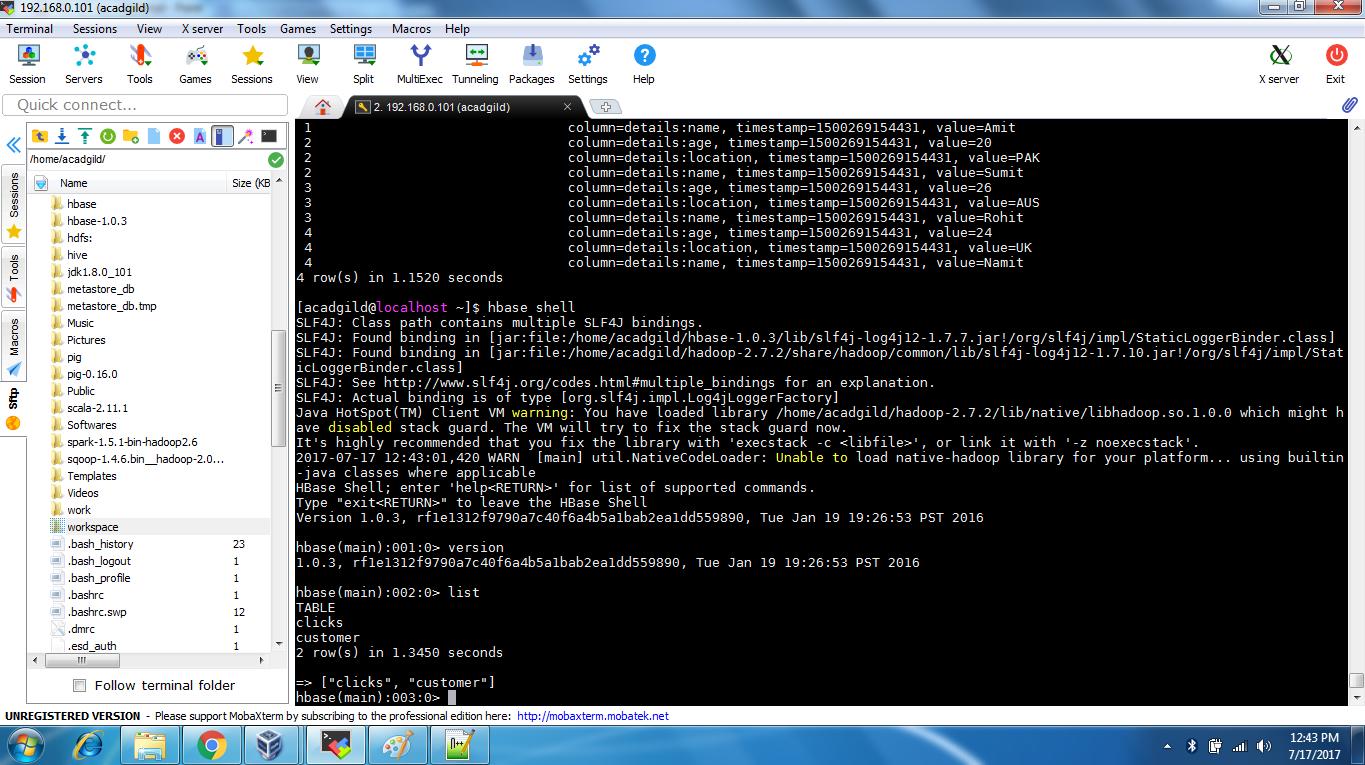 192.168.0.101 (acadgild)
Terminal Sessions View X server Tools Games Settings Macros Help
Session Servers Tools Games Sessions View Split MultiExec Tunneling Packages Settings Help X server Exit
Quick connect...
2. 192.168.0.101 (acadgild)
/home/acadgild/
Name Size (KB
Sessions
Tools
Macros
Sftp
hbase
hbase-1.0.3
hdfs:
hive
jdk1.8.0_101
metastore_db
metastore_db.tmp
Music
Pictures
pig
pig-0.16.0
Public
scala-2.11.1
Softwares
spark-1.5.1-bin-hadoop2.6
sqoop-1.4.6.bin__hadoop-2.0...
Templates
Videos
work
workspace
.bash_history 23
.bash_logout 1
.bash_profile 1
.bashrc 1
.bashrc.swp 12
.dmrc 1
.esd_auth 1
Follow terminal folder
1 column=details:name, timestamp=1500269154431, value=Amit
2 column=details:age, timestamp=1500269154431, value=20
2 column=details:location, timestamp=1500269154431, value=PAK
2 column=details:name, timestamp=1500269154431, value=Sumit
3 column=details:age, timestamp=1500269154431, value=26
3 column=details:location, timestamp=1500269154431, value=AUS
3 column=details:name, timestamp=1500269154431, value=Rohit
4 column=details:age, timestamp=1500269154431, value=24
4 column=details:location, timestamp=1500269154431, value=UK
4 column=details:name, timestamp=1500269154431, value=Namit
4 row(s) in 1.1520 seconds
[acadgild@localhost ~]$ hbase shell
SLF4J: Class path contains multiple SLF4J bindings.
SLF4J: Found binding in [jar:file:/home/acadgild/hbase-1.0.3/lib/slf4j-log4j12-1.7.7.jar!/org/slf4j/impl/StaticLoggerBinder.class]
SLF4J: Found binding in [jar:file:/home/acadgild/hadoop-2.7.2/share/hadoop/common/lib/slf4j-log4j12-1.7.10.jar!/org/slf4j/impl/Stat
icLoggerBinder.class]
SLF4J: See http://www.slf4j.org/codes.html#multiple_bindings for an explanation.
SLF4J: Actual binding is of type [org.slf4j.impl.Log4jLoggerFactory]
Java HotSpot(TM) Client VM warning: You have loaded library /home/acadgild/hadoop-2.7.2/lib/native/libhadoop.so.1.0.0 which might h
ave disabled stack guard. The VM will try to fix the stack guard now.
It's highly recommended that you fix the library with 'execstack -c <libfile>', or link it with '-z noexecstack'.
2017-07-17 12:43:01,420 WARN [main] util.NativeCodeLoader: Unable to load native-hadoop library for your platform... using builtin
-java classes where applicable
HBase Shell; enter 'help<RETURN>' for list of supported commands.
Type "exit<RETURN>" to leave the HBase Shell
Version 1.0.3, rf1e1312f9790a7c40f6a4b5a1bab2ea1dd559890, Tue Jan 19 19:26:53 PST 2016
hbase(main):001:0> version
1.0.3, rf1e1312f9790a7c40f6a4b5a1bab2ea1dd559890, Tue Jan 19 19:26:53 PST 2016
hbase(main):002:0> list
TABLE
clicks
customer
2 row(s) in 1.3450 seconds
=> ["clicks", "customer"]
hbase(main):003:0>
UNREGISTERED VERSION - Please support MobaXterm by subscribing to the professional edition here: http://mobaxterm.mobatek.net
12:43 PM
7/17/2017